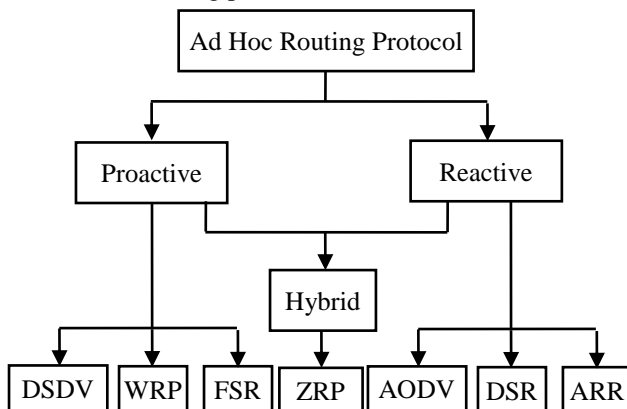 Ad Hoc Routing Protocol
Proactive
Reactive
Hybrid
DSDV
WRP
FSR
ZRP
AODV
DSR
ARR